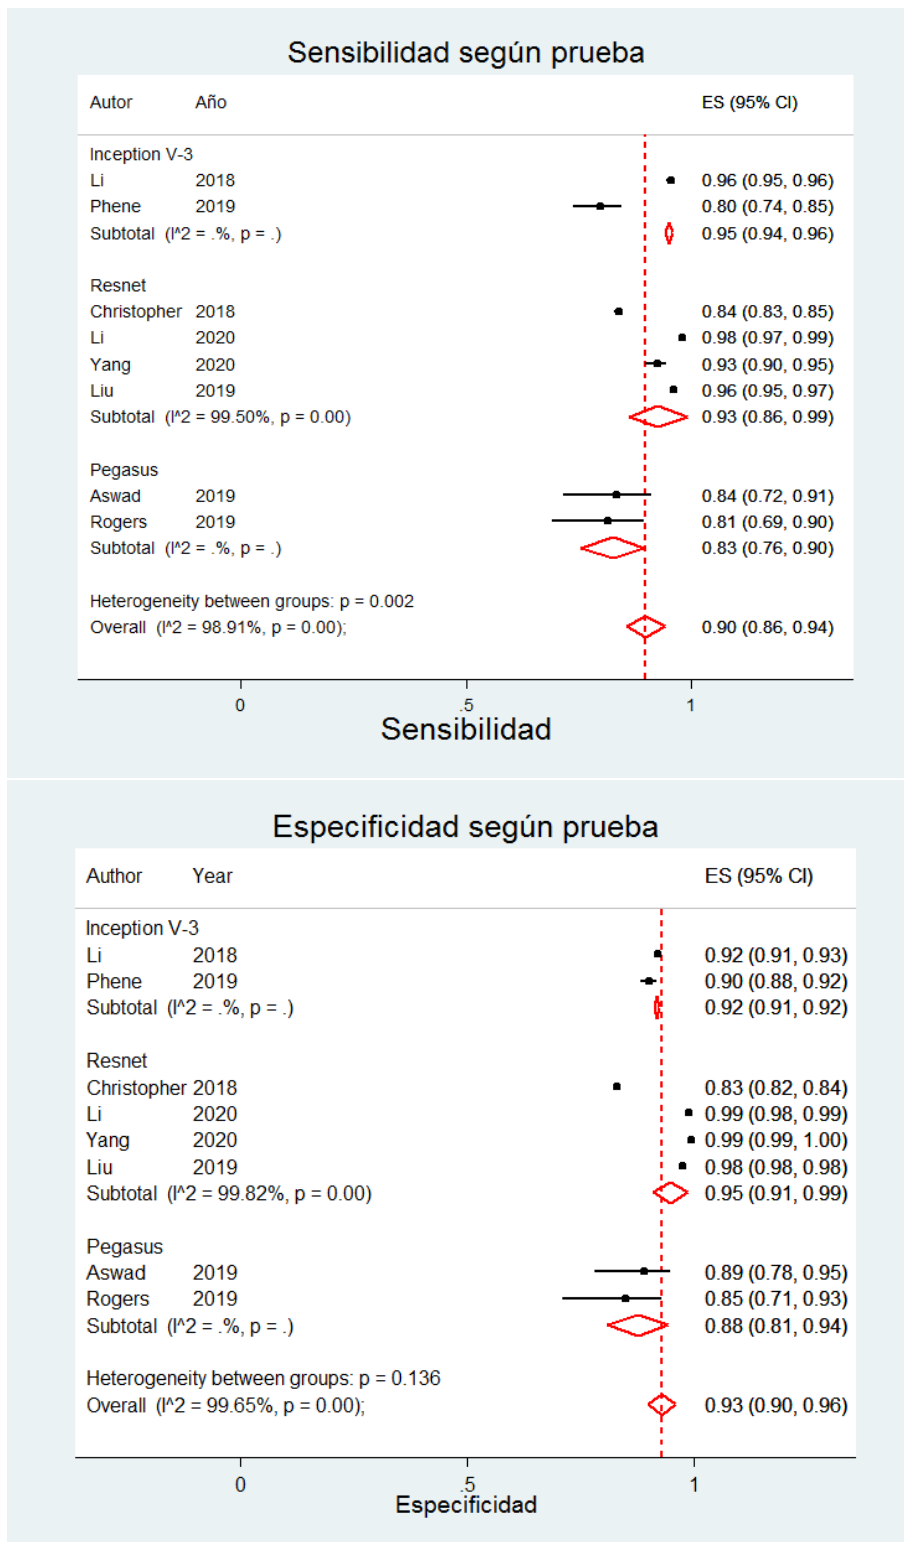 Sensibilidad según prueba
Autor Año ES (95% CI)
Inception V-3
Li 2018 0.96 (0.95, 0.96)
Phene 2019 0.80 (0.74, 0.85)
Subtotal (I^2 = .%, p = .) 0.95 (0.94, 0.96)
Resnet
Christopher 2018 0.84 (0.83, 0.85)
Li 2020 0.98 (0.97, 0.99)
Yang 2020 0.93 (0.90, 0.95)
Liu 2019 0.96 (0.95, 0.97)
Subtotal (I^2 = 99.50%, p = 0.00) 0.93 (0.86, 0.99)
Pegasus
Aswad 2019 0.84 (0.72, 0.91)
Rogers 2019 0.81 (0.69, 0.90)
Subtotal (I^2 = .%, p = .) 0.83 (0.76, 0.90)
Heterogeneity between groups: p = 0.002
Overall (I^2 = 98.91%, p = 0.00); 0.90 (0.86, 0.94)
0 .5 1
Sensibilidad
Especificidad según prueba
Author Year ES (95% CI)
Inception V-3
Li 2018 0.92 (0.91, 0.93)
Phene 2019 0.90 (0.88, 0.92)
Subtotal (I^2 = .%, p = .) 0.92 (0.91, 0.92)
Resnet
Christopher 2018 0.83 (0.82, 0.84)
Li 2020 0.99 (0.98, 0.99)
Yang 2020 0.99 (0.99, 1.00)
Liu 2019 0.98 (0.98, 0.98)
Subtotal (I^2 = 99.82%, p = 0.00) 0.95 (0.91, 0.99)
Pegasus
Aswad 2019 0.89 (0.78, 0.95)
Rogers 2019 0.85 (0.71, 0.93)
Subtotal (I^2 = .%, p = .) 0.88 (0.81, 0.94)
Heterogeneity between groups: p = 0.136
Overall (I^2 = 99.65%, p = 0.00); 0.93 (0.90, 0.96)
0 .5 1
Especificidad